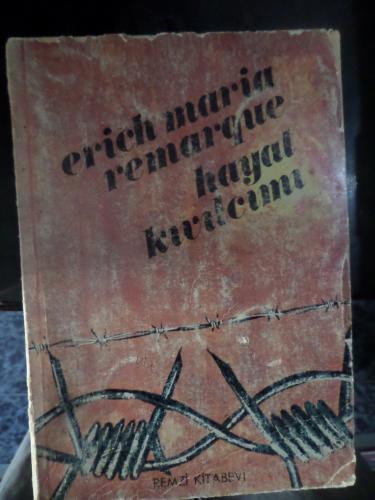 erich maria
remarque
hayat
kıvılcımı
REMZİ KİTABEVİ